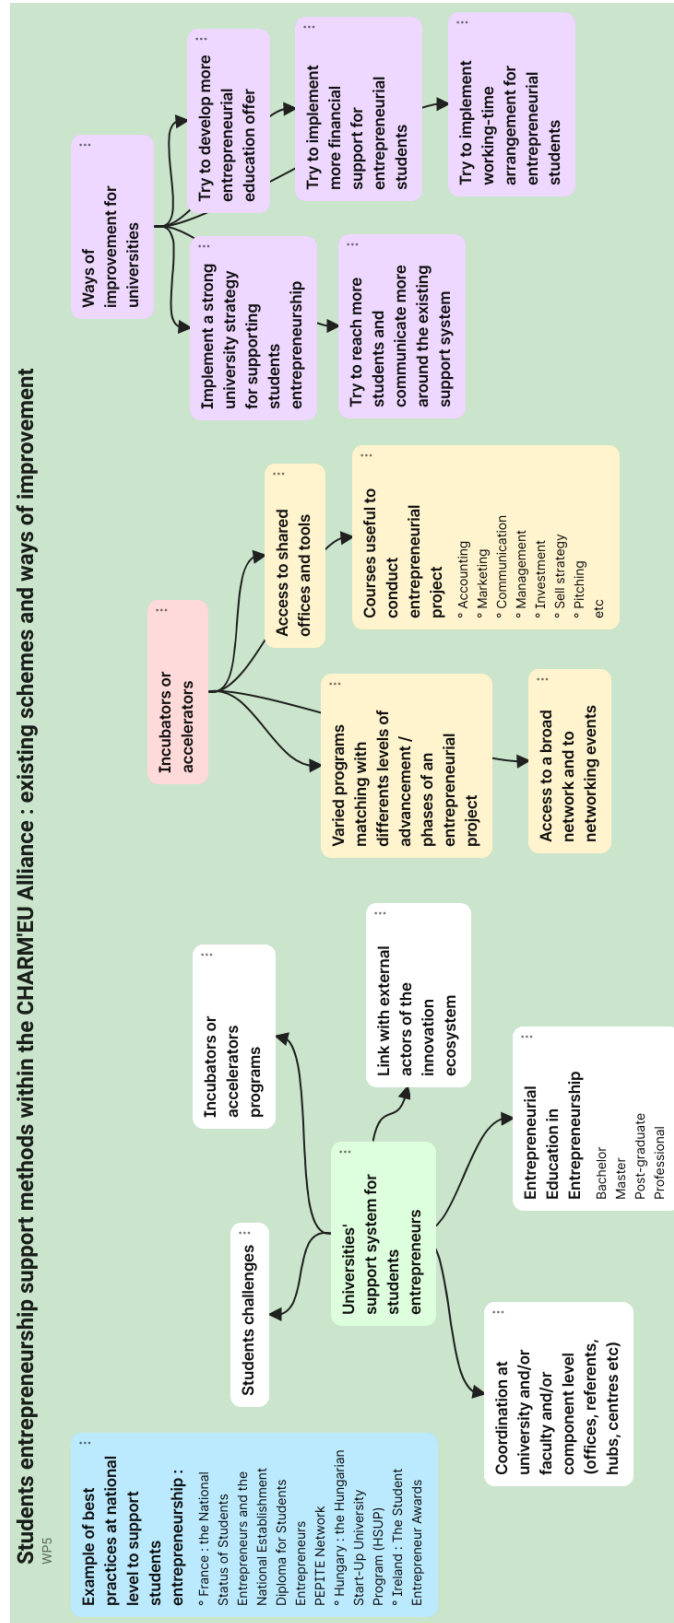 Students entrepreneurship support methods within the CHARM'EU Alliance : existing schemes and ways of improvement
WP5
Example of best
practices at national
level to support
students
entrepreneurship :
° France : the National
Status of Students
Entrepreneurs and the
National Establishment
Diploma for Students
Entrepreneurs
PEPITE Network
° Hungary : the Hungarian
Start-Up University
Program (HSUP)
° Ireland : The Student
Entrepreneur Awards
Students challenges
Incubators or
accelerators
programs
Universities'
support system for
students
entrepreneurs
Link with external
actors of the
innovation
ecosystem
Coordination at
university and/or
faculty and/or
component level
(offices, referents,
hubs, centres etc)
Entrepreneurial
Education in
Entrepreneurship
Bachelor
Master
Post-graduate
Professional
Incubators or
accelerators
Access to shared
offices and tools
Varied programs
matching with
differents levels of
advancement /
phases of an
entrepreneurial
project
Courses useful to
conduct
entrepreneurial
project
° Accounting
° Marketing
° Communication
° Management
° Investment
° Sell strategy
° Pitching
etc
Access to a broad
network and to
networking events
Ways of
improvement for
universities
Implement a strong
university strategy
for supporting
students
entrepreneurship
Try to develop more
entrepreneurial
education offer
Try to reach more
students and
communicate more
around the existing
support system
Try to implement
more financial
support for
entrepreneurial
students
Try to implement
working-time
arrangement for
entrepreneurial
students